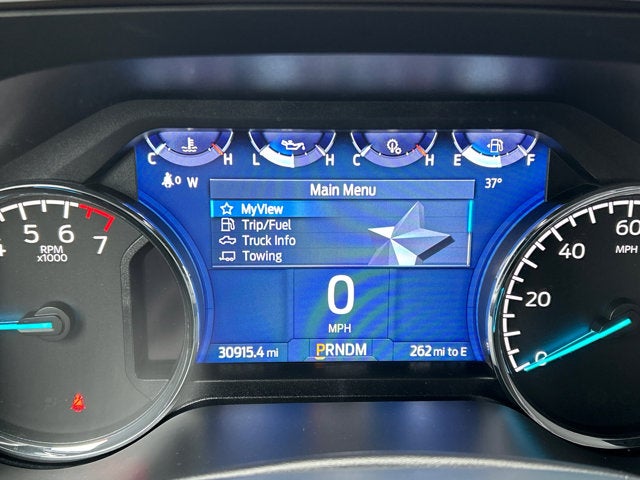 C H L H C H E F
0 W 37°
Main Menu
MyView
Trip/Fuel
Truck Info
Towing
4 5 6 7
RPM
x1000
0
MPH
30915.4 mi PRNDM 262 mi to E
0 20 40 60
MPH